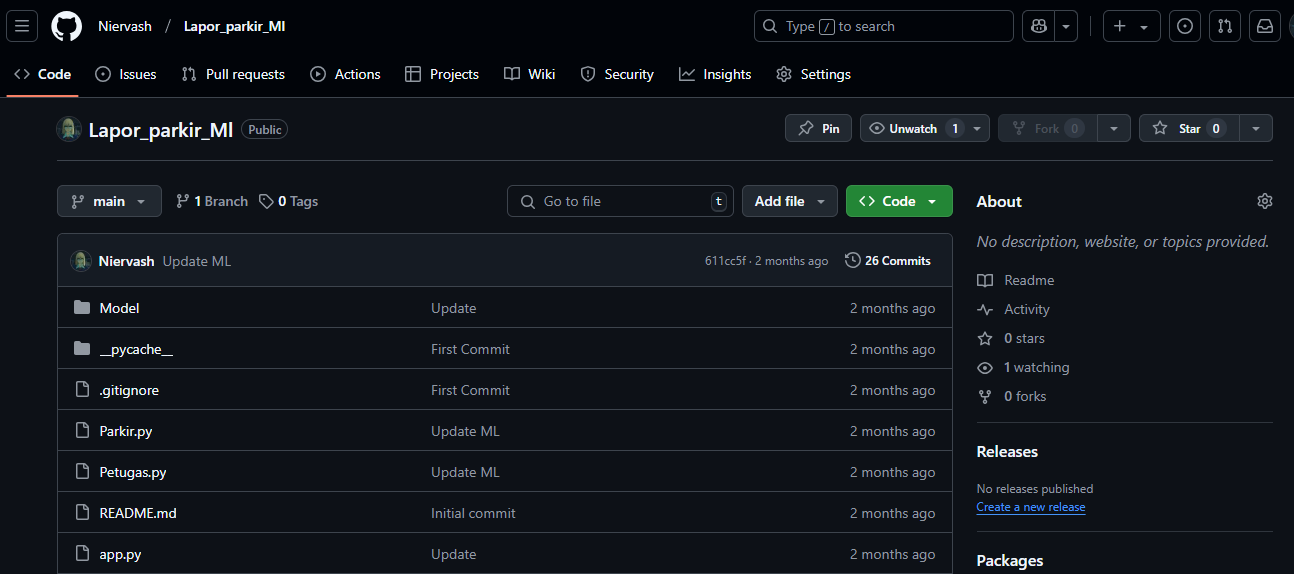 Niervash / Lapor_parkir_Ml Type / to search
Code Issues Pull requests Actions Projects Wiki Security Insights Settings
Lapor_parkir_Ml Public Pin Unwatch 1 Fork 0 Star 0
main 1 Branch 0 Tags Go to file t Add file Code
Niervash Update ML 611cc5f · 2 months ago 26 Commits
Model Update 2 months ago
__pycache__ First Commit 2 months ago
.gitignore First Commit 2 months ago
Parkir.py Update ML 2 months ago
Petugas.py Update ML 2 months ago
README.md Initial commit 2 months ago
app.py Update 2 months ago
About
No description, website, or topics provided.
Readme
Activity
0 stars
1 watching
0 forks
Releases
No releases published
Create a new release
Packages